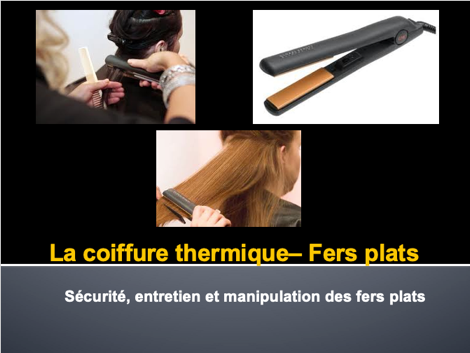 La coiffure thermique– Fers plats
Sécurité, entretien et manipulation des fers plats